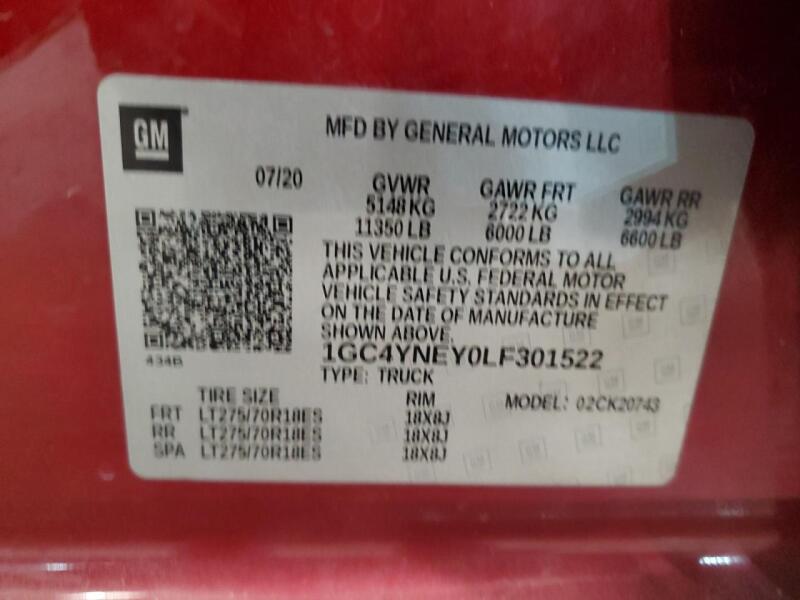 GM
MFD BY GENERAL MOTORS LLC
07/20 GVWR GAWR FRT GAWR RR
5148 KG 2722 KG 2994 KG
11350 LB 6000 LB 6600 LB
THIS VEHICLE CONFORMS TO ALL
APPLICABLE U.S. FEDERAL MOTOR
VEHICLE SAFETY STANDARDS IN EFFECT
ON THE DATE OF MANUFACTURE
SHOWN ABOVE.
434B
1GC4YNEY0LF301522
TYPE: TRUCK
TIRE SIZE RIM MODEL: 02CK20743
FRT LT275/70R18ES 18X8J
RR LT275/70R18ES 18X8J
SPA LT275/70R18ES 18X8J